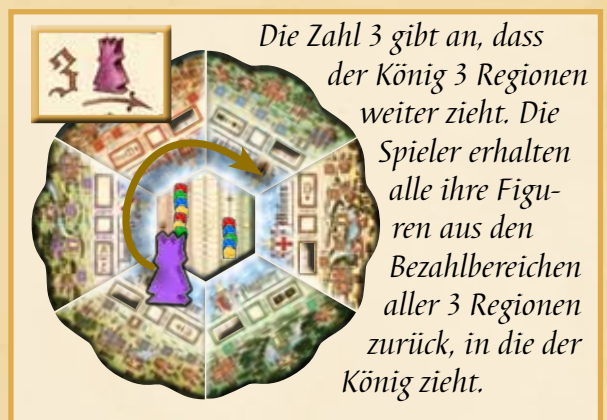 3
Die Zahl 3 gibt an, dass
der König 3 Regionen
weiter zieht. Die
Spieler erhalten
alle ihre Figu-
ren aus den
Bezahlbereichen
aller 3 Regionen
zurück, in die der
König zieht.